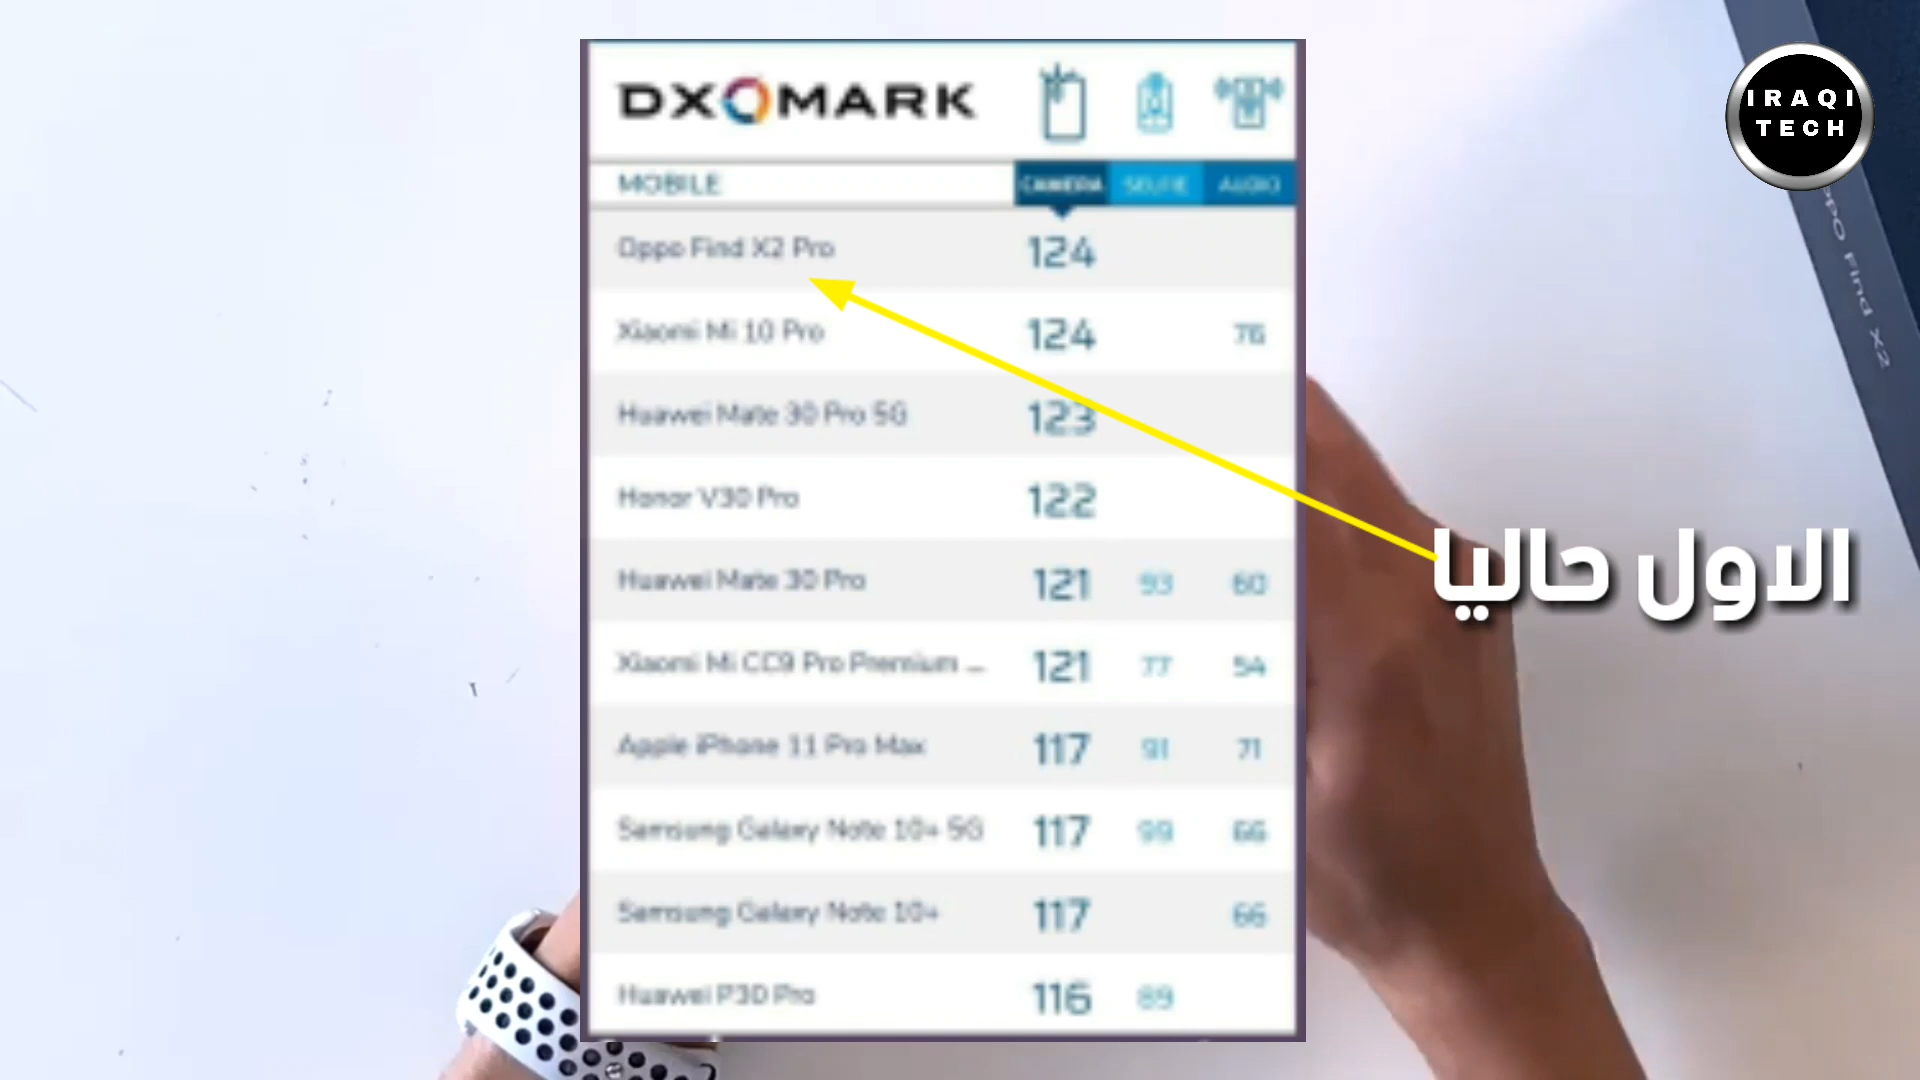 DXOMARK
IRAQI
TECH
MOBILE CAMERA SELFIE AUDIO
Oppo Find X2 Pro 124
Xiaomi Mi 10 Pro 124 76
Huawei Mate 30 Pro 5G 123
Honor V30 Pro 122
Huawei Mate 30 Pro 121 93 60
Xiaomi Mi CC9 Pro Premium ... 121 77 54
Apple iPhone 11 Pro Max 117 91 71
Samsung Galaxy Note 10+ 5G 117 99 66
Samsung Galaxy Note 10+ 117 66
Huawei P30 Pro 116 89
الاول حاليا
OPPO Find X2